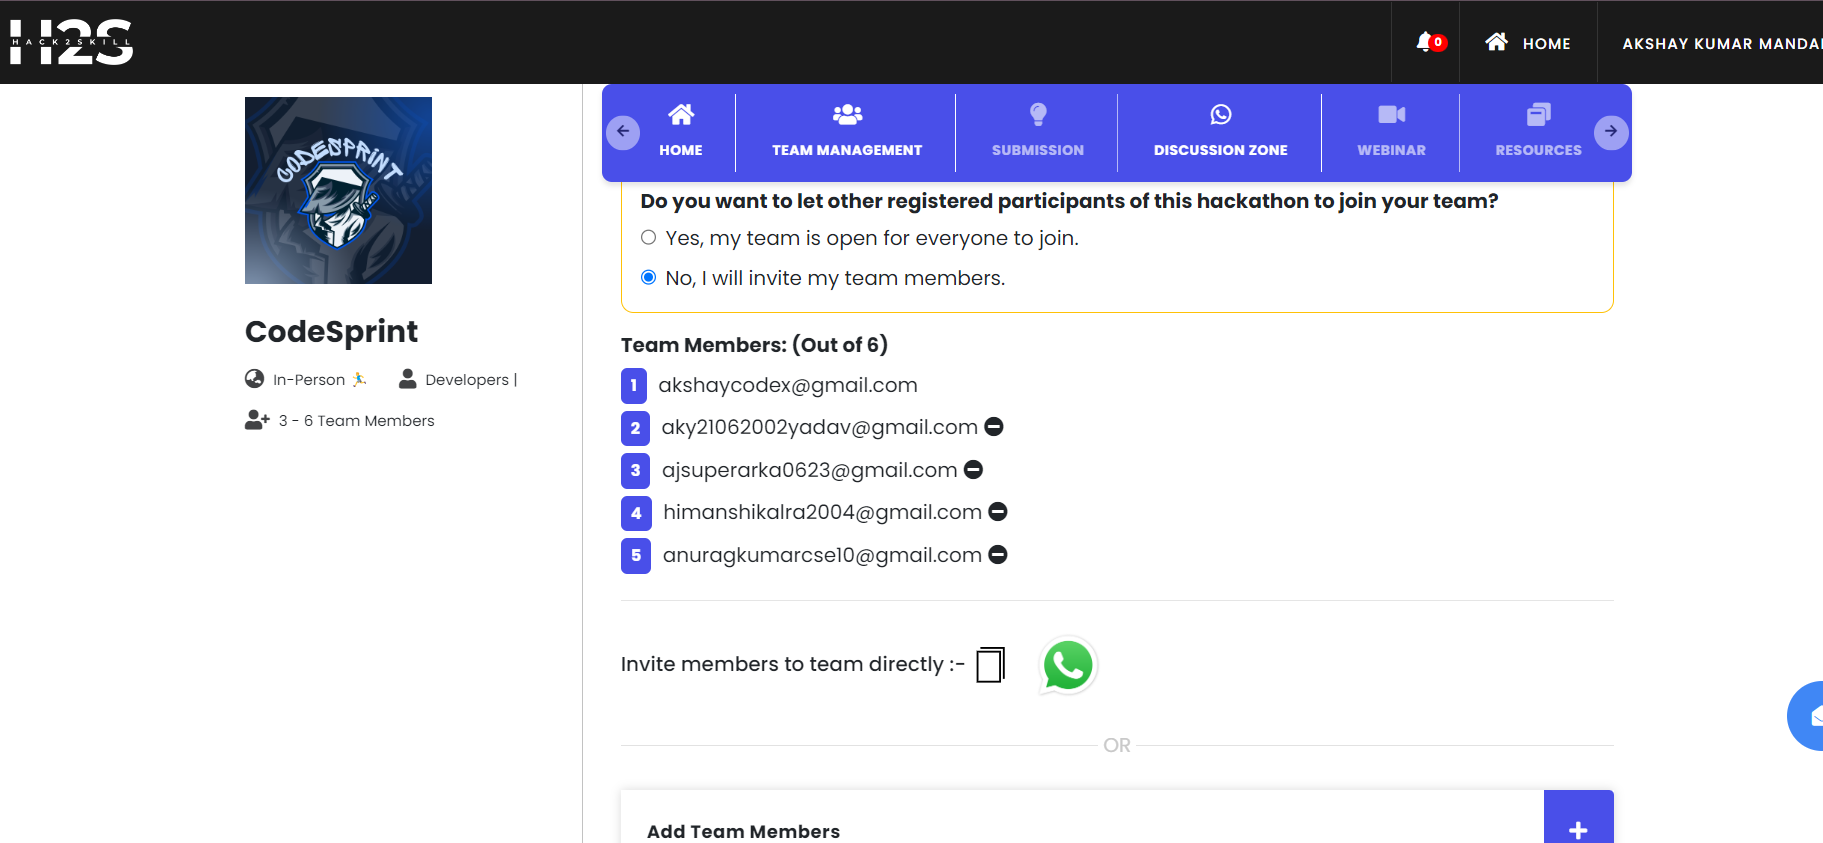 H2S
HACK2SKILL
0
HOME
AKSHAY KUMAR MANDA
CODESPRINT
CodeSprint
In-Person
Developers |
3 - 6 Team Members
HOME
TEAM MANAGEMENT
SUBMISSION
DISCUSSION ZONE
WEBINAR
RESOURCES
Do you want to let other registered participants of this hackathon to join your team?
Yes, my team is open for everyone to join.
No, I will invite my team members.
Team Members: (Out of 6)
1 akshaycodex@gmail.com
2 aky21062002yadav@gmail.com
3 ajsuperarka0623@gmail.com
4 himanshikalra2004@gmail.com
5 anuragkumarcse10@gmail.com
Invite members to team directly :-
OR
Add Team Members
+